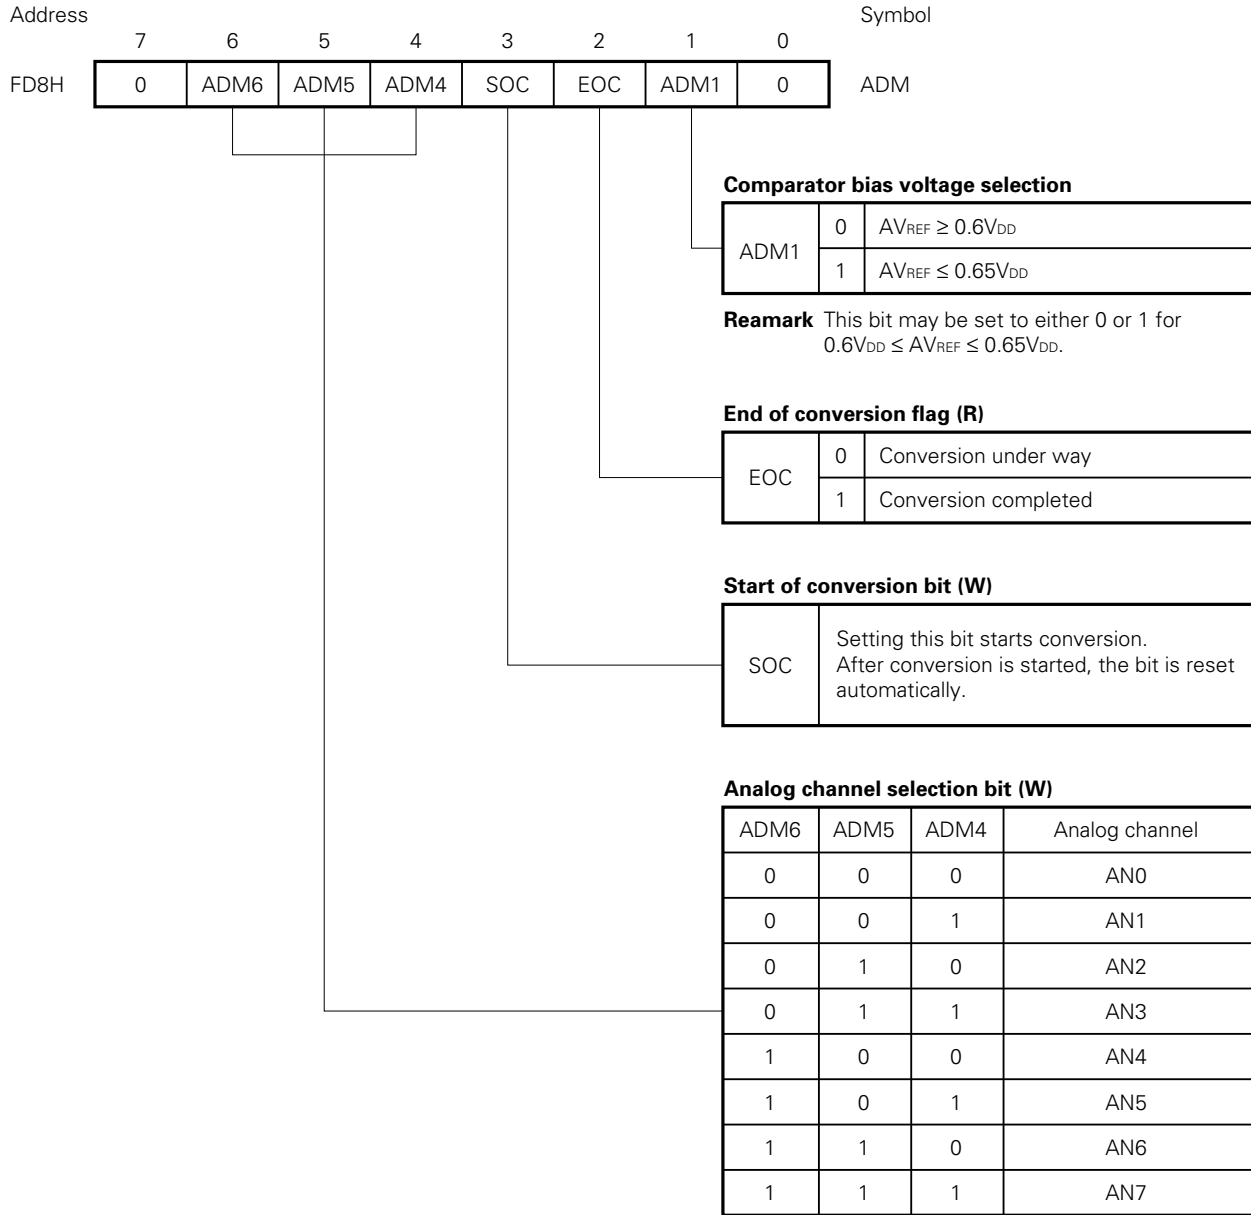 Address Symbol
7 6 5 4 3 2 1 0
FD8H 0 ADM6 ADM5 ADM4 SOC EOC ADM1 0 ADM
Comparator bias voltage selection
ADM1
0 AVREF ≥ 0.6VDD
1 AVREF ≤ 0.65VDD
Reamark This bit may be set to either 0 or 1 for
0.6VDD ≤ AVREF ≤ 0.65VDD.
End of conversion flag (R)
EOC
0 Conversion under way
1 Conversion completed
Start of conversion bit (W)
SOC
Setting this bit starts conversion.
After conversion is started, the bit is reset
automatically.
Analog channel selection bit (W)
ADM6 ADM5 ADM4 Analog channel
0 0 0 AN0
0 0 1 AN1
0 1 0 AN2
0 1 1 AN3
1 0 0 AN4
1 0 1 AN5
1 1 0 AN6
1 1 1 AN7